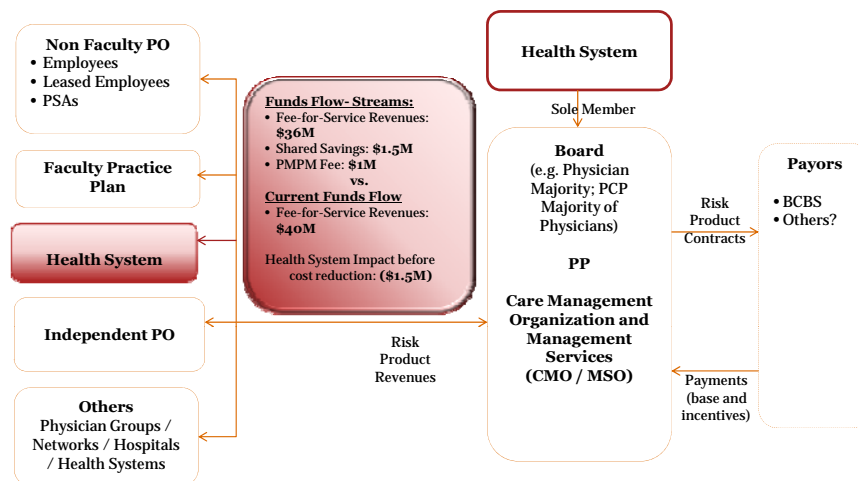 Non Faculty PO
• Employees
• Leased Employees
• PSAs
Faculty Practice
Plan
Health System
Independent PO
Others
Physician Groups /
Networks / Hospitals
/ Health Systems
Funds Flow- Streams:
• Fee-for-Service Revenues:
$36M
• Shared Savings: $1.5M
• PMPM Fee: $1M
vs.
Current Funds Flow
• Fee-for-Service Revenues:
$40M
Health System Impact before
cost reduction: ($1.5M)
Risk
Product
Revenues
Health System
Sole Member
Board
(e.g. Physician
Majority; PCP
Majority of
Physicians)
PP
Care Management
Organization and
Management
Services
(CMO / MSO)
Risk
Product
Contracts
Payments
(base and
incentives)
Payors
• BCBS
• Others?